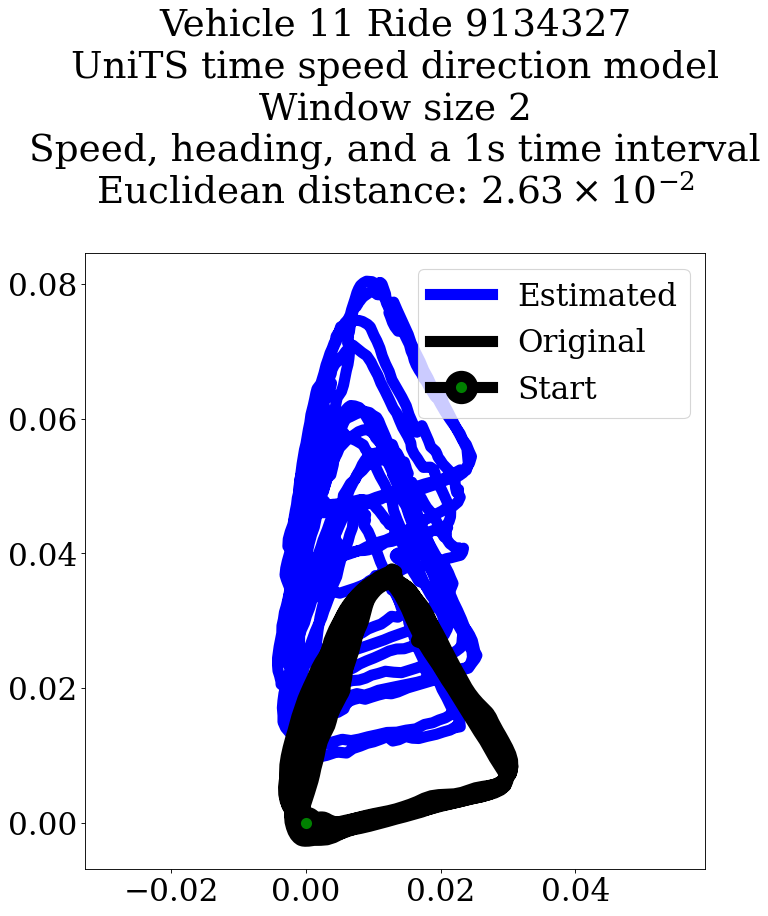 Vehicle 11 Ride 9134327
UniTS time speed direction model
Window size 2
Speed, heading, and a 1s time interval
Euclidean distance: 2.63 × 10⁻²
Estimated
Original
Start
0.08
0.06
0.04
0.02
0.00
−0.02 0.00 0.02 0.04